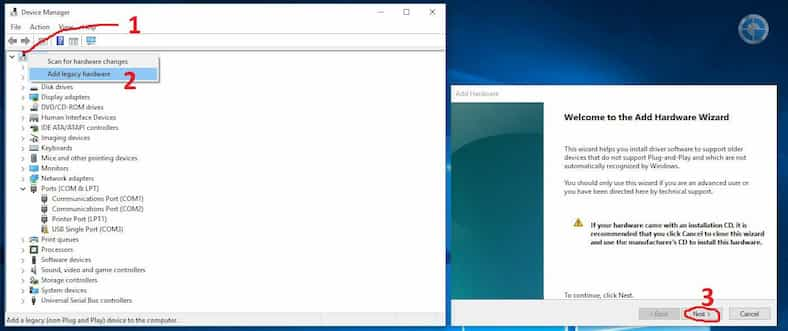 Device Manager
File Action View Help
1
Scan for hardware changes
Add legacy hardware
2
Disk drives
Display adapters
DVD/CD-ROM drives
Human Interface Devices
IDE ATA/ATAPI controllers
Imaging devices
Keyboards
Mice and other pointing devices
Monitors
Network adapters
Ports (COM & LPT)
Communications Port (COM1)
Communications Port (COM2)
Printer Port (LPT1)
USB Single Port (COM3)
Print queues
Processors
Software devices
Sound, video and game controllers
Storage controllers
System devices
Universal Serial Bus controllers
Add a legacy (non Plug and Play) device to the computer.
Add Hardware
Welcome to the Add Hardware Wizard
This wizard helps you install driver software to support older
devices that do not support Plug-and-Play and which are not
automatically recognized by Windows.
You should only use this wizard if you are an advanced user or
you have been directed here by technical support.
If your hardware came with an installation CD, it is
recommended that you click Cancel to close this wizard
and use the manufacturer's CD to install this hardware.
To continue, click Next.
3
< Back Next > Cancel